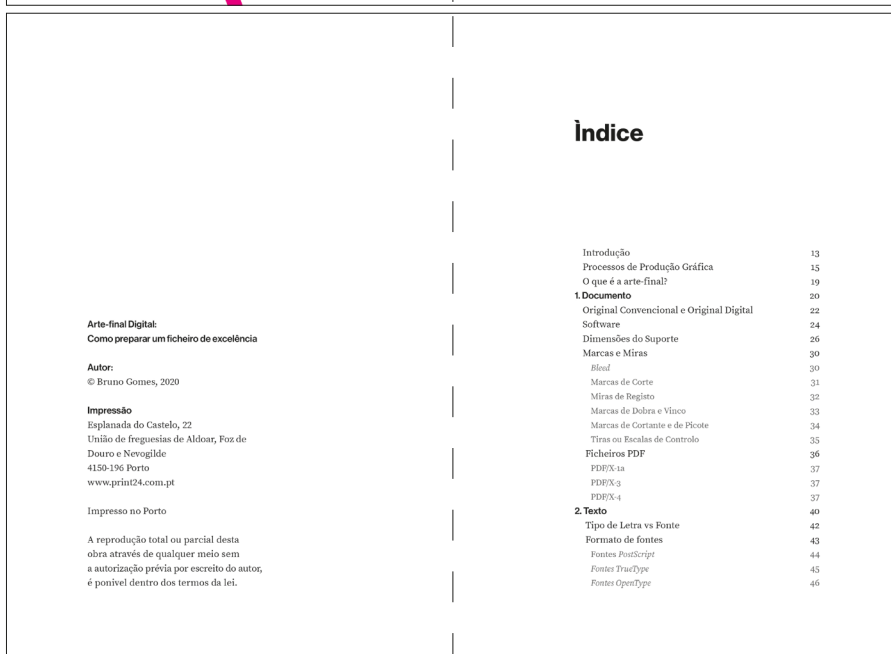 Arte-final Digital:
Como preparar um ficheiro de excelência
Autor:
© Bruno Gomes, 2020
Impressão
Esplanada do Castelo, 22
União de freguesias de Aldoar, Foz de
Douro e Nevogilde
4150-196 Porto
www.print24.com.pt
Impresso no Porto
A reprodução total ou parcial desta
obra através de qualquer meio sem
a autorização prévia por escreito do autor,
é ponível dentro dos termos da lei.
Ìndice
Introdução 13
Processos de Produção Gráfica 15
O que é a arte-final? 19
1. Documento 20
Original Convencional e Original Digital 22
Software 24
Dimensões do Suporte 26
Marcas e Miras 30
Bleed 30
Marcas de Corte 31
Miras de Registo 32
Marcas de Dobra e Vinco 33
Marcas de Cortante e de Picote 34
Tiras ou Escalas de Controlo 35
Ficheiros PDF 36
PDF/X-1a 37
PDF/X-3 37
PDF/X-4 37
2. Texto 40
Tipo de Letra vs Fonte 42
Formato de fontes 43
Fontes PostScript 44
Fontes TrueType 45
Fontes OpenType 46